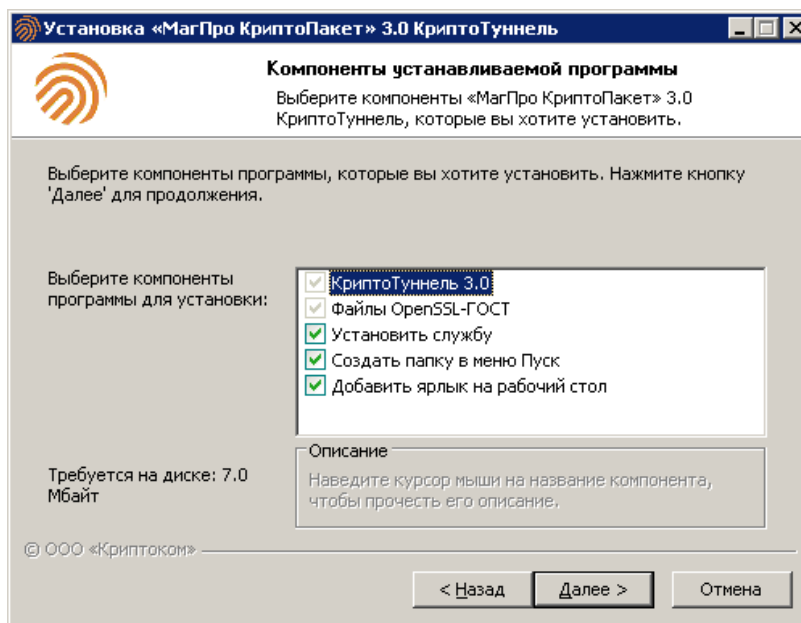 Установка «МагПро КриптоПакет» 3.0 КриптоТуннель
Компоненты устанавливаемой программы
Выберите компоненты «МагПро КриптоПакет» 3.0
КриптоТуннель, которые вы хотите установить.
Выберите компоненты программы, которые вы хотите установить. Нажмите кнопку
'Далее' для продолжения.
Выберите компоненты
программы для установки:
КриптоТуннель 3.0
Файлы OpenSSL-ГОСТ
Установить службу
Создать папку в меню Пуск
Добавить ярлык на рабочий стол
Требуется на диске: 7.0
Мбайт
Описание
Наведите курсор мыши на название компонента,
чтобы прочесть его описание.
© ООО «Криптоком»
< Назад
Далее >
Отмена